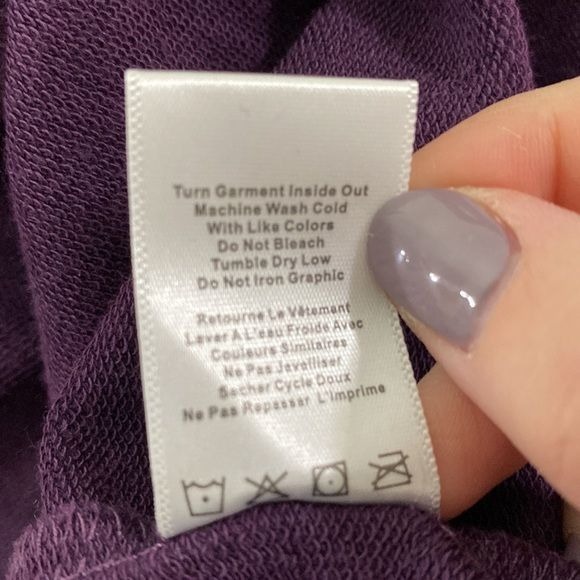 Turn Garment Inside Out
Machine Wash Cold
With Like Colors
Do Not Bleach
Tumble Dry Low
Do Not Iron Graphic
Retourne Le Vêtement
Laver A L'eau Froide Avec
Couleurs Similaires
Ne Pas Javelliser
Secher Cycle Doux
Ne Pas Repasser L'imprime